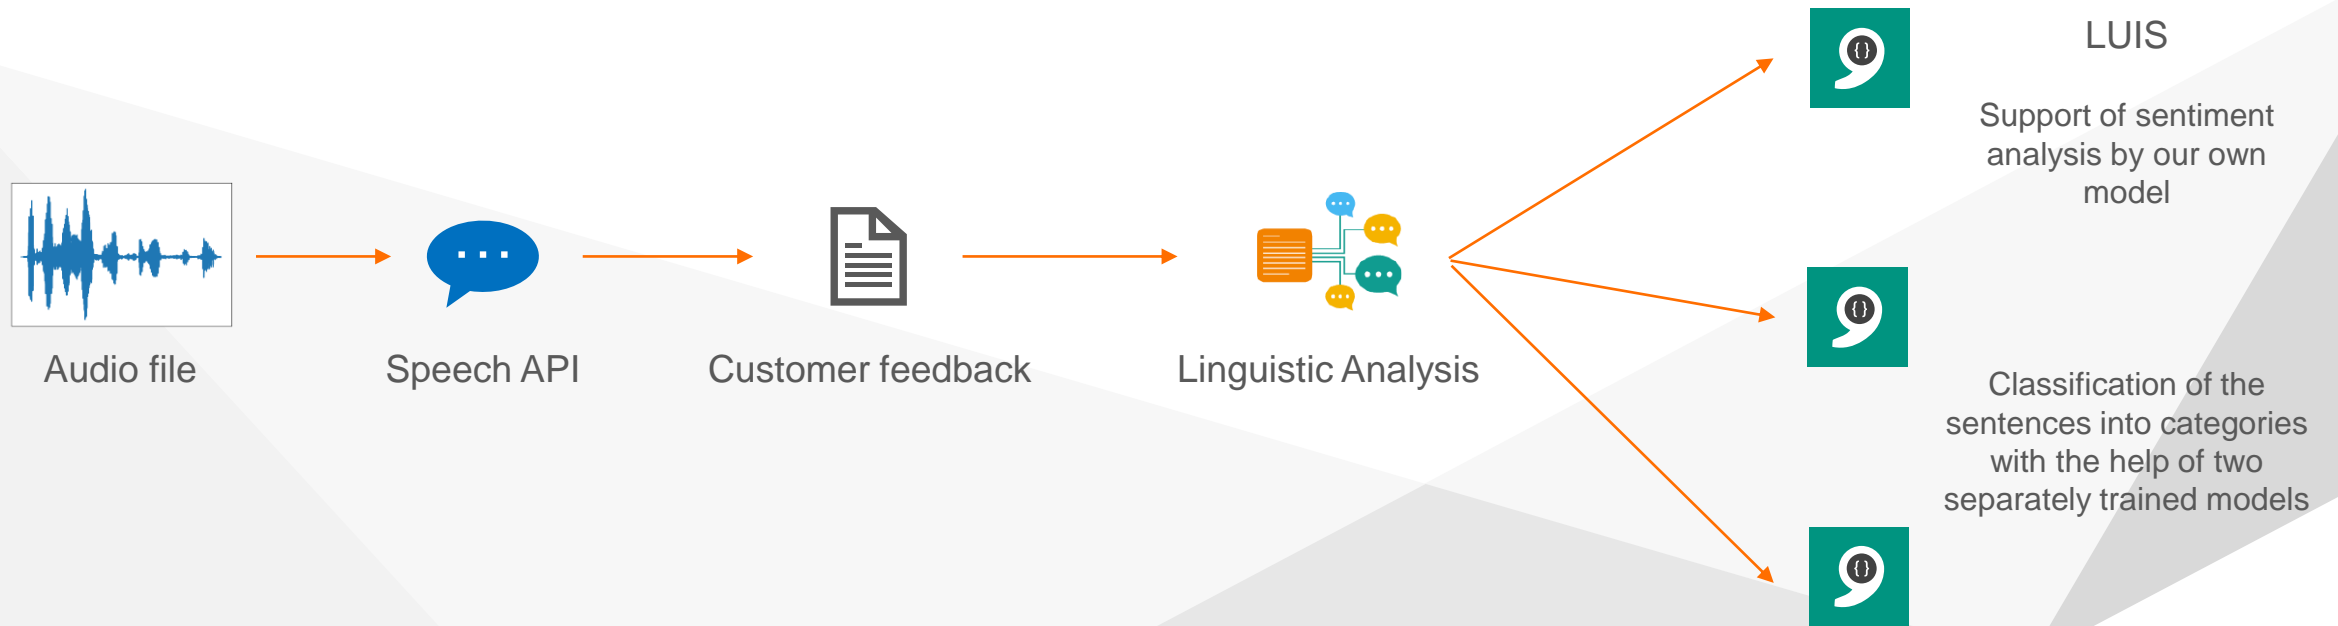 Audio file
Speech API
Customer feedback
Linguistic Analysis
LUIS
Support of sentiment
analysis by our own
model
Classification of the
sentences into categories
with the help of two
separately trained models